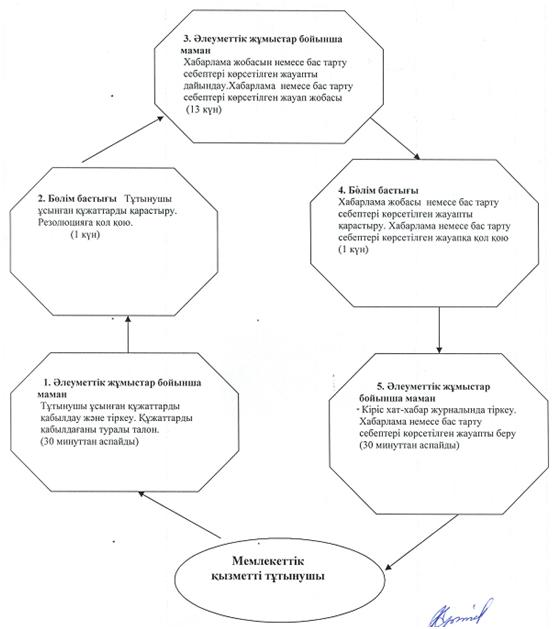 3. Әлеуметтік жұмыстар бойынша
маман
Хабарлама жобасын немесе бас тарту
себептері көрсетілген жауапты
дайындау.Хабарлама немесе бас тарту
себептері көрсетілген жауап жобасы
(13 күн)
2. Бөлім бастығы Тұтынушы
ұсынған құжаттарды қарастыру.
Резолюцияға қол қою.
(1 күн)
4. Бөлім бастығы
Хабарлама жобасы немесе бас тарту
себептері көрсетілген жауапты
қарастыру. Хабарлама немесе бас тарту
себептері көрсетілген жауапқа қол қою
(1 күн)
1. Әлеуметтік жұмыстар бойынша
маман
Тұтынушы ұсынған құжаттарды
қабылдау және тіркеу. Құжаттарды
қабылдағаны туралы талон.
(30 минуттан аспайды)
5. Әлеуметтік жұмыстар
бойынша маман
Кіріс хат-хабар журналында тіркеу.
Хабарлама немесе бас тарту
себептері көрсетілген жауапты беру
(30 минуттан аспайды)
Мемлекеттік
қызметті тұтынушы